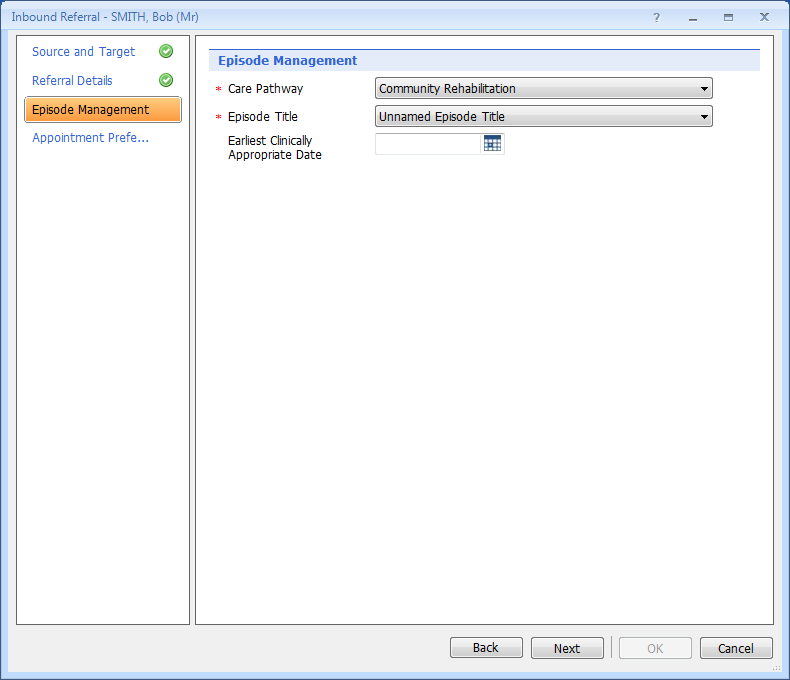 Inbound Referral - SMITH, Bob (Mr)
?
Source and Target
Referral Details
Episode Management
Appointment Prefe...
Episode Management
* Care Pathway
Community Rehabilitation
* Episode Title
Unnamed Episode Title
Earliest Clinically
Appropriate Date
Back
Next
OK
Cancel